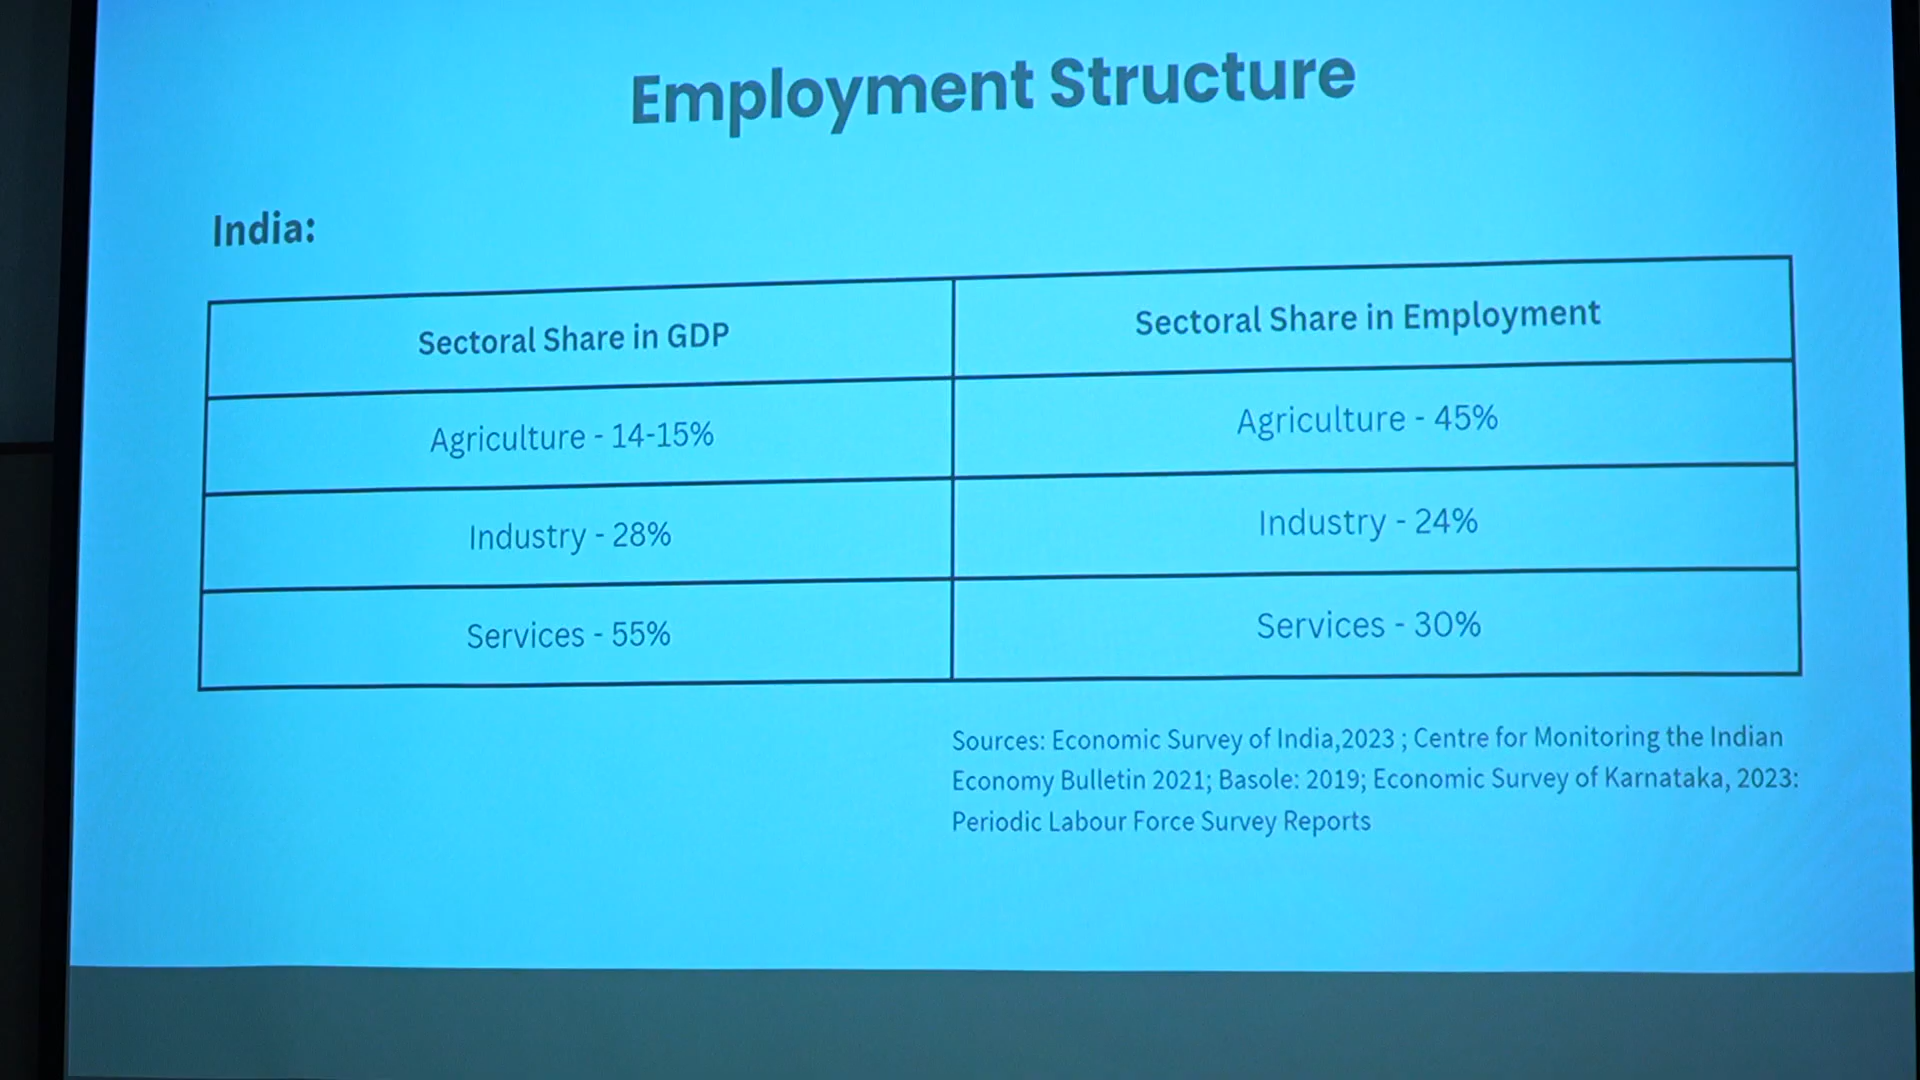 Employment Structure
India:
Sectoral Share in GDP
Sectoral Share in Employment
Agriculture - 14-15%
Agriculture - 45%
Industry - 28%
Industry - 24%
Services - 55%
Services - 30%
Sources: Economic Survey of India,2023 ; Centre for Monitoring the Indian
Economy Bulletin 2021; Basole: 2019; Economic Survey of Karnataka, 2023:
Periodic Labour Force Survey Reports